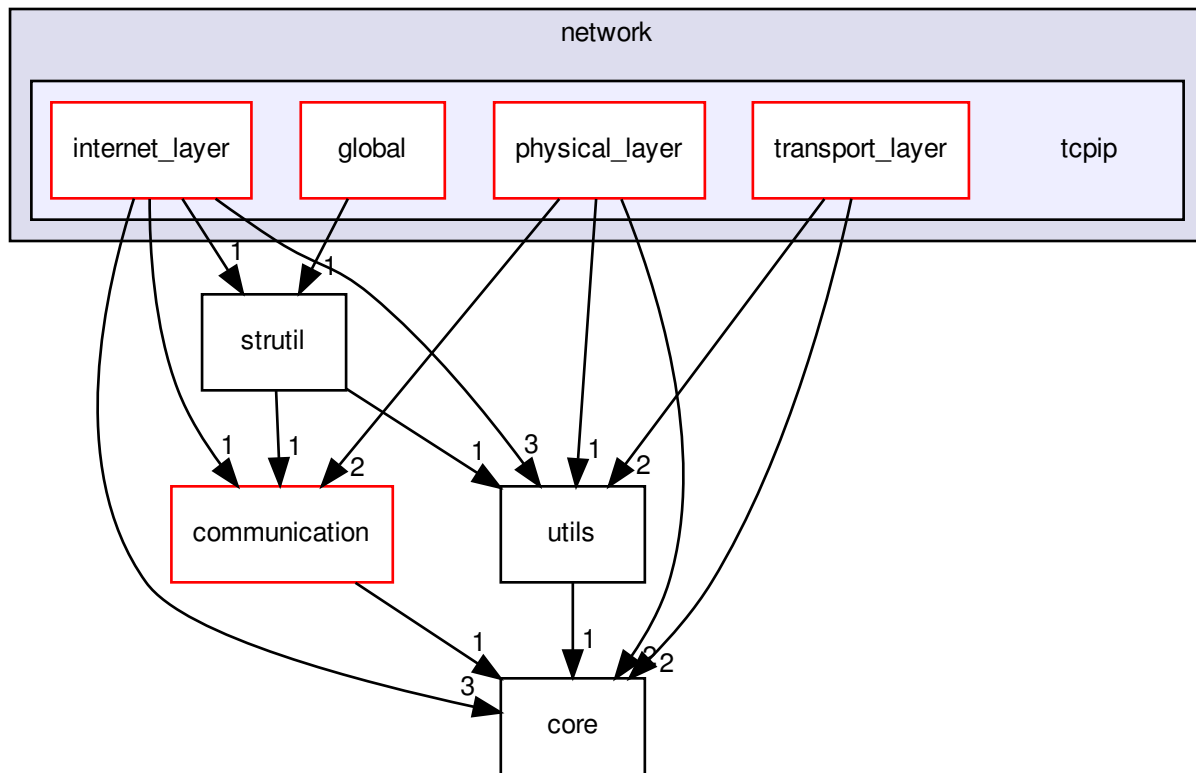 network
internet_layer
global
physical_layer
transport_layer
tcpip
1
1
strutil
1
1
2
1
3
1
2
communication
utils
1
1
2
3
core